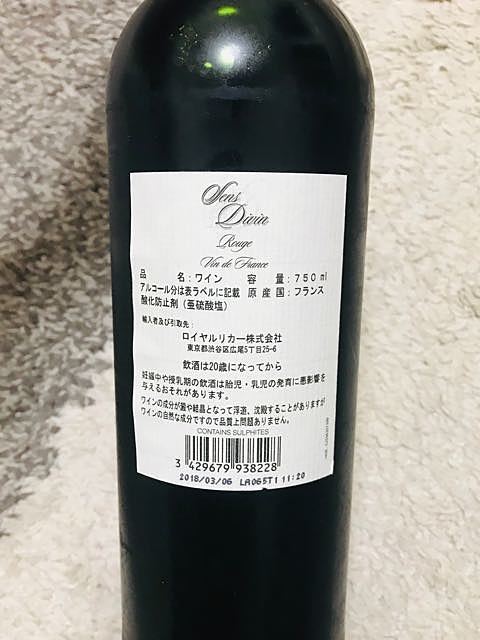 Sens
Divin
Rouge
Vin de France
品 名:ワイン 容 量:750ml
アルコール分は表ラベルに記載 原産国:フランス
酸化防止剤(亜硫酸塩)
輸入者及び引取先:
ロイヤルリカー株式会社
東京都渋谷区広尾5丁目25-6
飲酒は20歳になってから
妊娠中や授乳期の飲酒は胎児・乳児の発育に悪影響を
与えるおそれがあります。
ワインの成分が澱や結晶となって浮遊、沈殿することがありますが
ワインの自然な成分ですので品質上問題ありません。
CONTAINS SULPHITES
3 429679 938228
2018/03/06 LA065T1 11:20